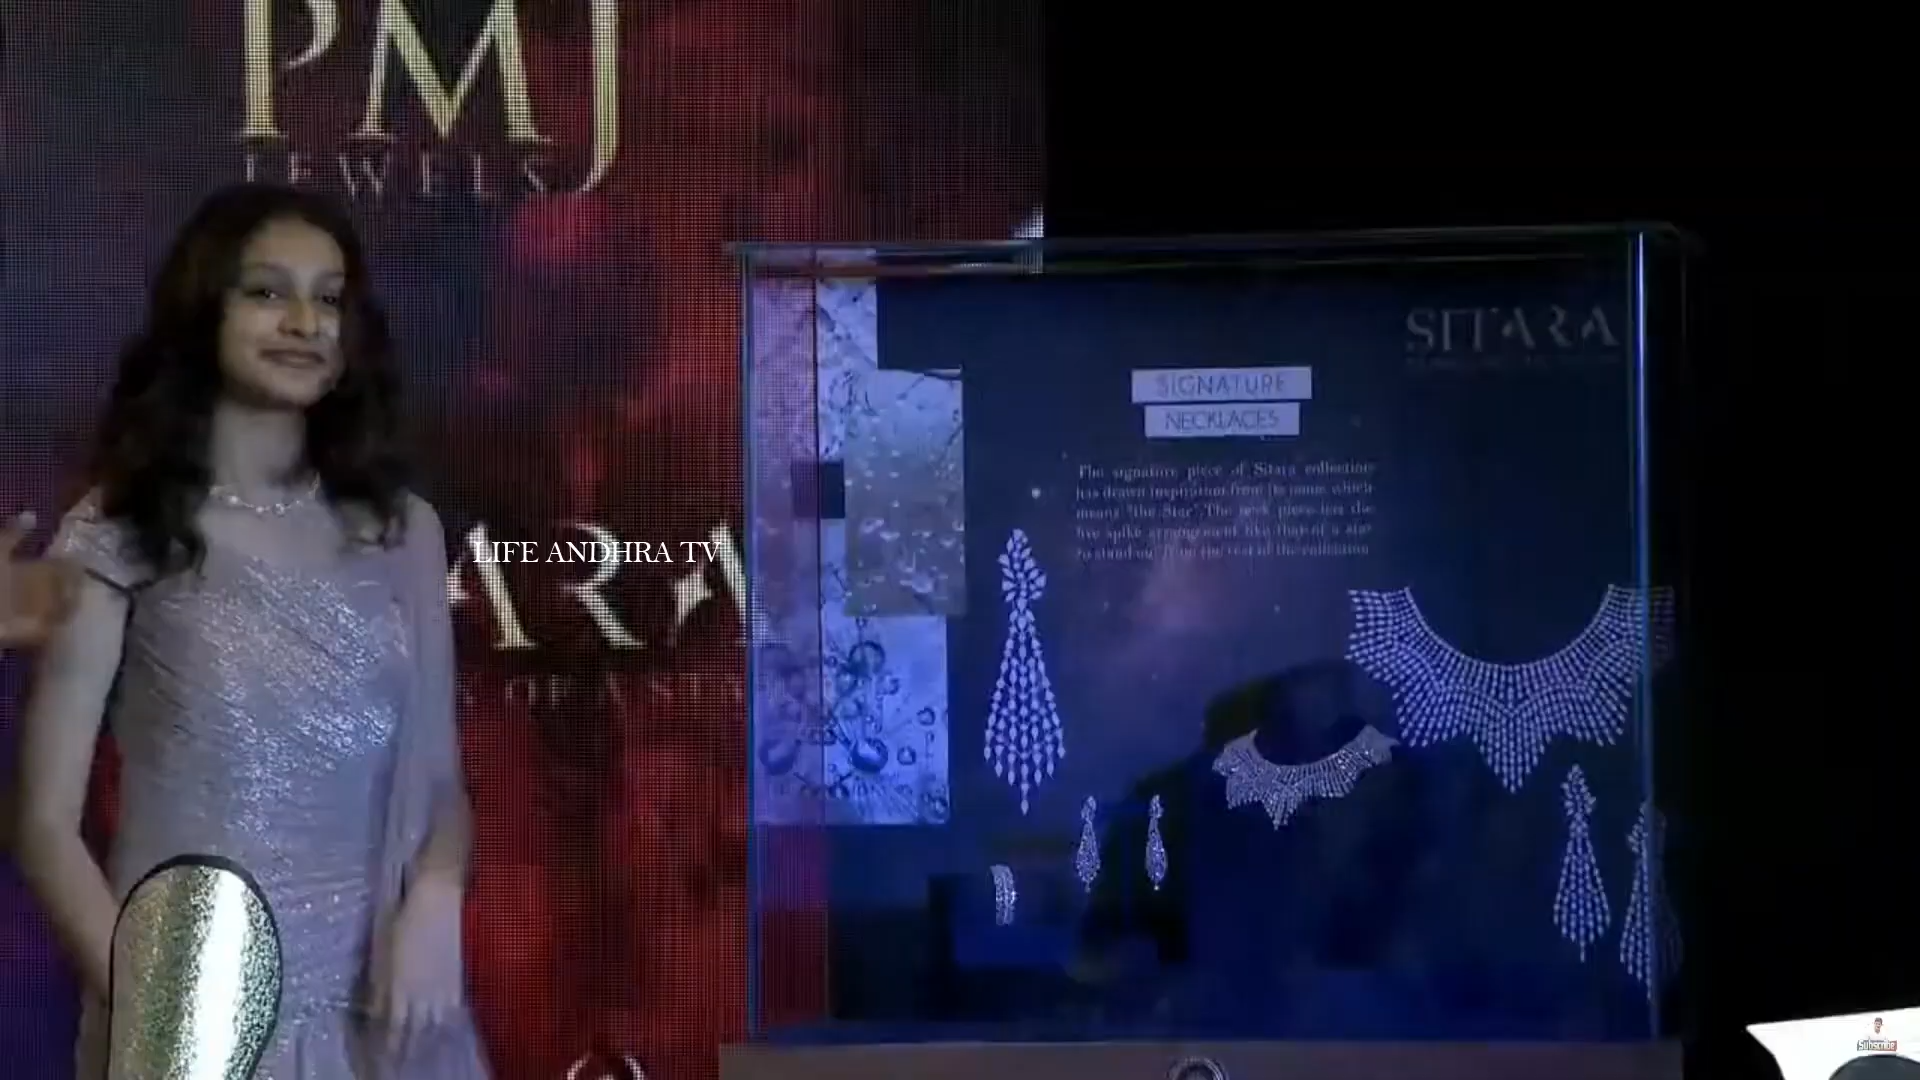 PMJ
JEWELS
SITARA
SIGNATURE
NECKLACES
The signature piece of Sitara collection
has drawn inspiration from its name which
means "the Star". The neck piece has the
five spike arrangement like that of a star
to stand out from the rest of the collection
LIFE ANDHRA TV
ARA
Subscribe